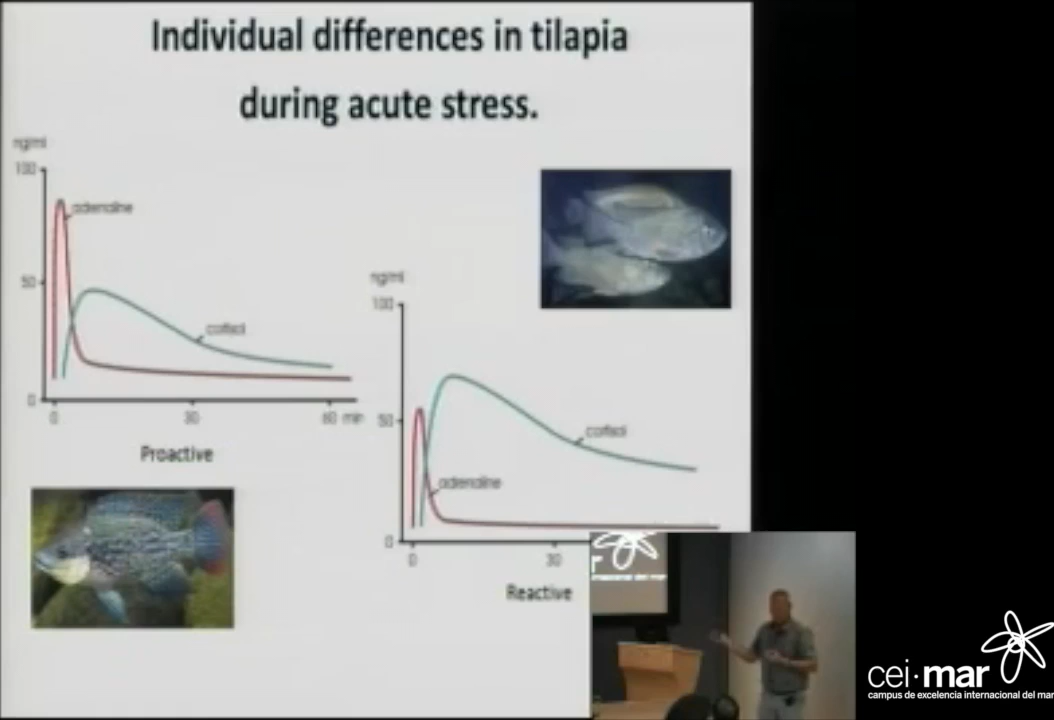 Individual differences in tilapia
during acute stress.
ng/ml
100
adrenaline
50
cortisol
0
0
30
60 min
Proactive
ng/ml
100
50
cortisol
adrenaline
0
0
30
Reactive
cei·mar
campus de excelencia internacional del mar